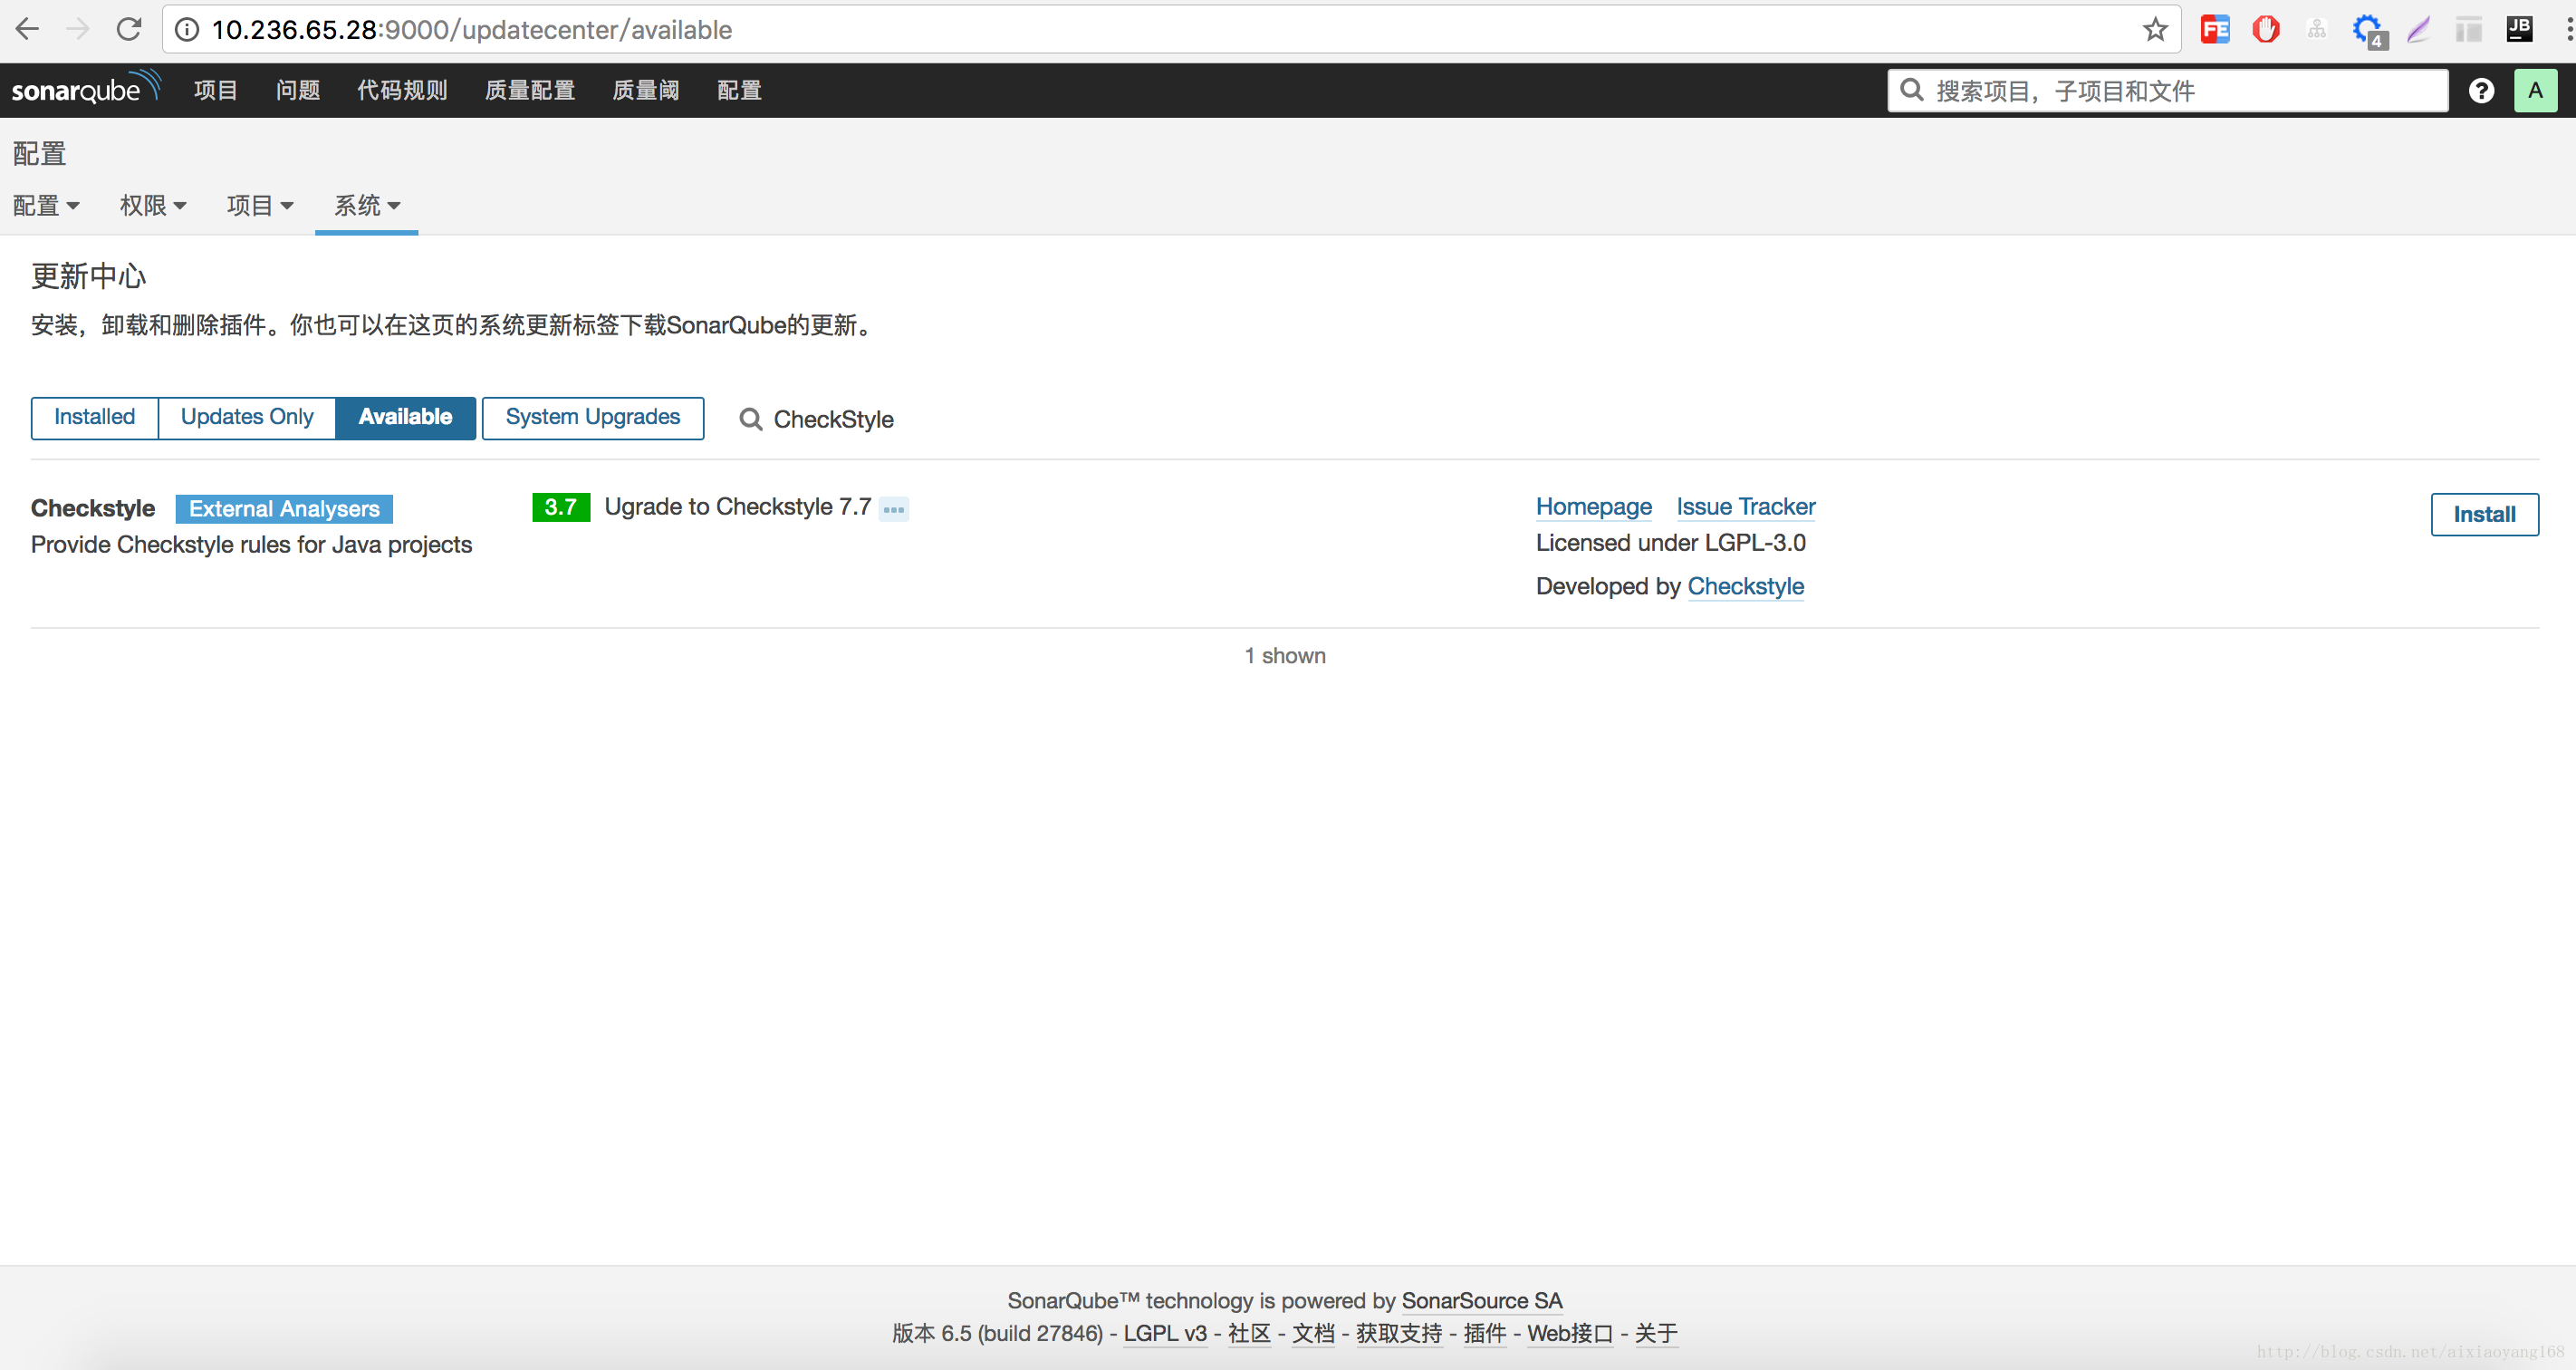 10.236.65.28:9000/updatecenter/available
FE
4
JB
sonarqube 项目 问题 代码规则 质量配置 质量阈 配置 搜索项目，子项目和文件 ? A
配置
配置 权限 项目 系统
更新中心
安装，卸载和删除插件。你也可以在这页的系统更新标签下载SonarQube的更新。
Installed Updates Only Available System Upgrades CheckStyle
Checkstyle External Analysers 3.7 Ugrade to Checkstyle 7.7 ... Homepage Issue Tracker Install
Provide Checkstyle rules for Java projects Licensed under LGPL-3.0
Developed by Checkstyle
1 shown
SonarQube™ technology is powered by SonarSource SA
版本 6.5 (build 27846) - LGPL v3 - 社区 - 文档 - 获取支持 - 插件 - Web接口 - 关于
http://blog.csdn.net/aixiaoyang168